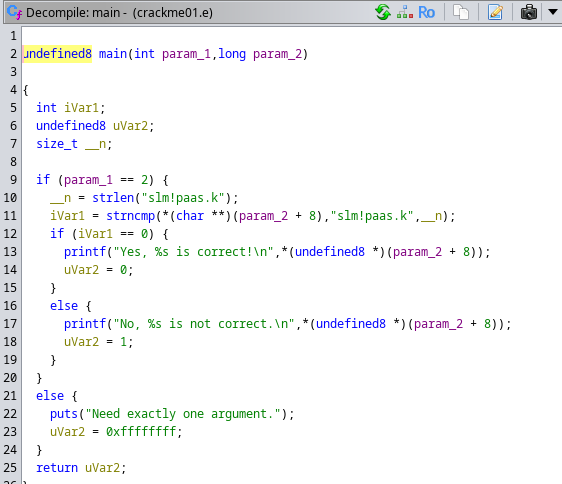 Decompile: main - (crackme01.e)
Ro
1
2 undefined8 main(int param_1,long param_2)
3
4 {
5   int iVar1;
6   undefined8 uVar2;
7   size_t __n;
8
9   if (param_1 == 2) {
10     __n = strlen("slm!paas.k");
11     iVar1 = strncmp(*(char **)(param_2 + 8),"slm!paas.k",__n);
12     if (iVar1 == 0) {
13       printf("Yes, %s is correct!\n",*(undefined8 *)(param_2 + 8));
14       uVar2 = 0;
15     }
16     else {
17       printf("No, %s is not correct.\n",*(undefined8 *)(param_2 + 8));
18       uVar2 = 1;
19     }
20   }
21   else {
22     puts("Need exactly one argument.");
23     uVar2 = 0xffffffff;
24   }
25   return uVar2;